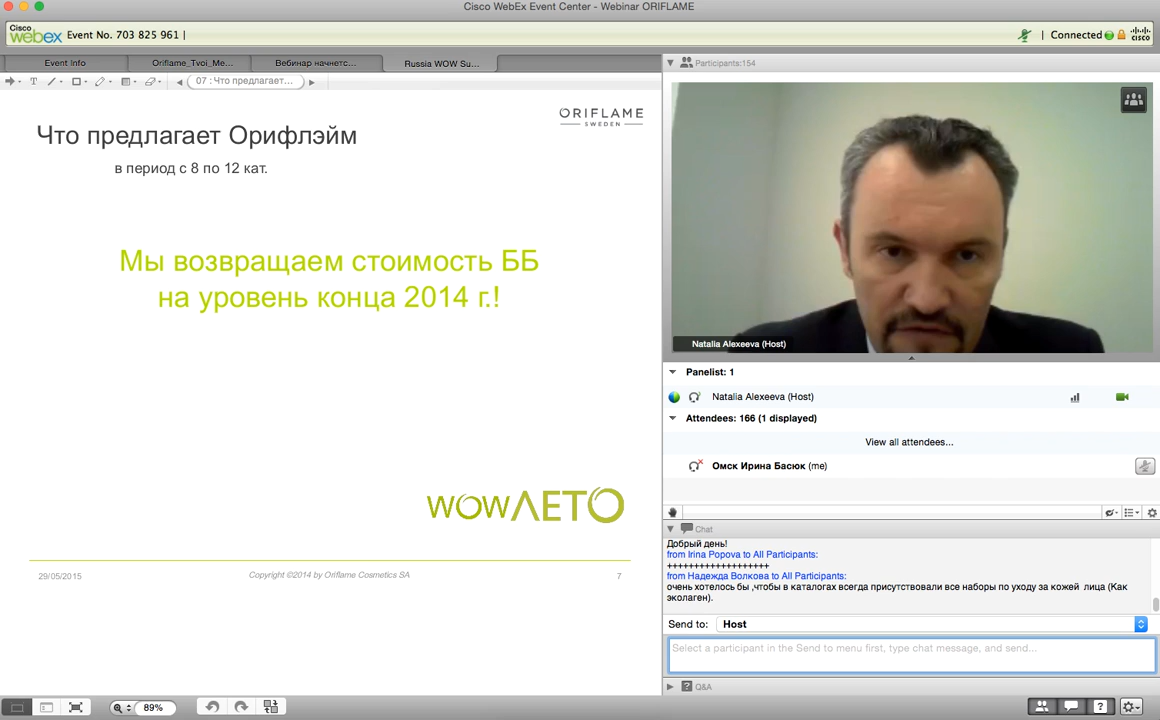 Cisco WebEx Event Center - Webinar ORIFLAME
Cisco webex Event No. 703 825 961 |
| Connected
CISCO
Event Info
Oriflame_Tvoi_Me...
Вебинар начнетс...
Russia WOW Su...
T
07 : Что предлагает...
ORIFLAME
SWEDEN
Что предлагает Орифлэйм
в период с 8 по 12 кат.
Мы возвращаем стоимость ББ
на уровень конца 2014 г.!
wowΛЕТО
29/05/2015
Copyright ©2014 by Oriflame Cosmetics SA
7
89%
Participants:154
Natalia Alexeeva (Host)
Panelist: 1
Natalia Alexeeva (Host)
Attendees: 166 (1 displayed)
View all attendees...
Омск Ирина Басюк (me)
Chat
Добрый день!
from Irina Popova to All Participants:
+++++++++++++++++++
from Надежда Волкова to All Participants:
очень хотелось бы ,чтобы в каталогах всегда присутствовали все наборы по уходу за кожей лица (Как
эколаген).
Send to: Host
Select a participant in the Send to menu first, type chat message, and send...
? Q&A
?